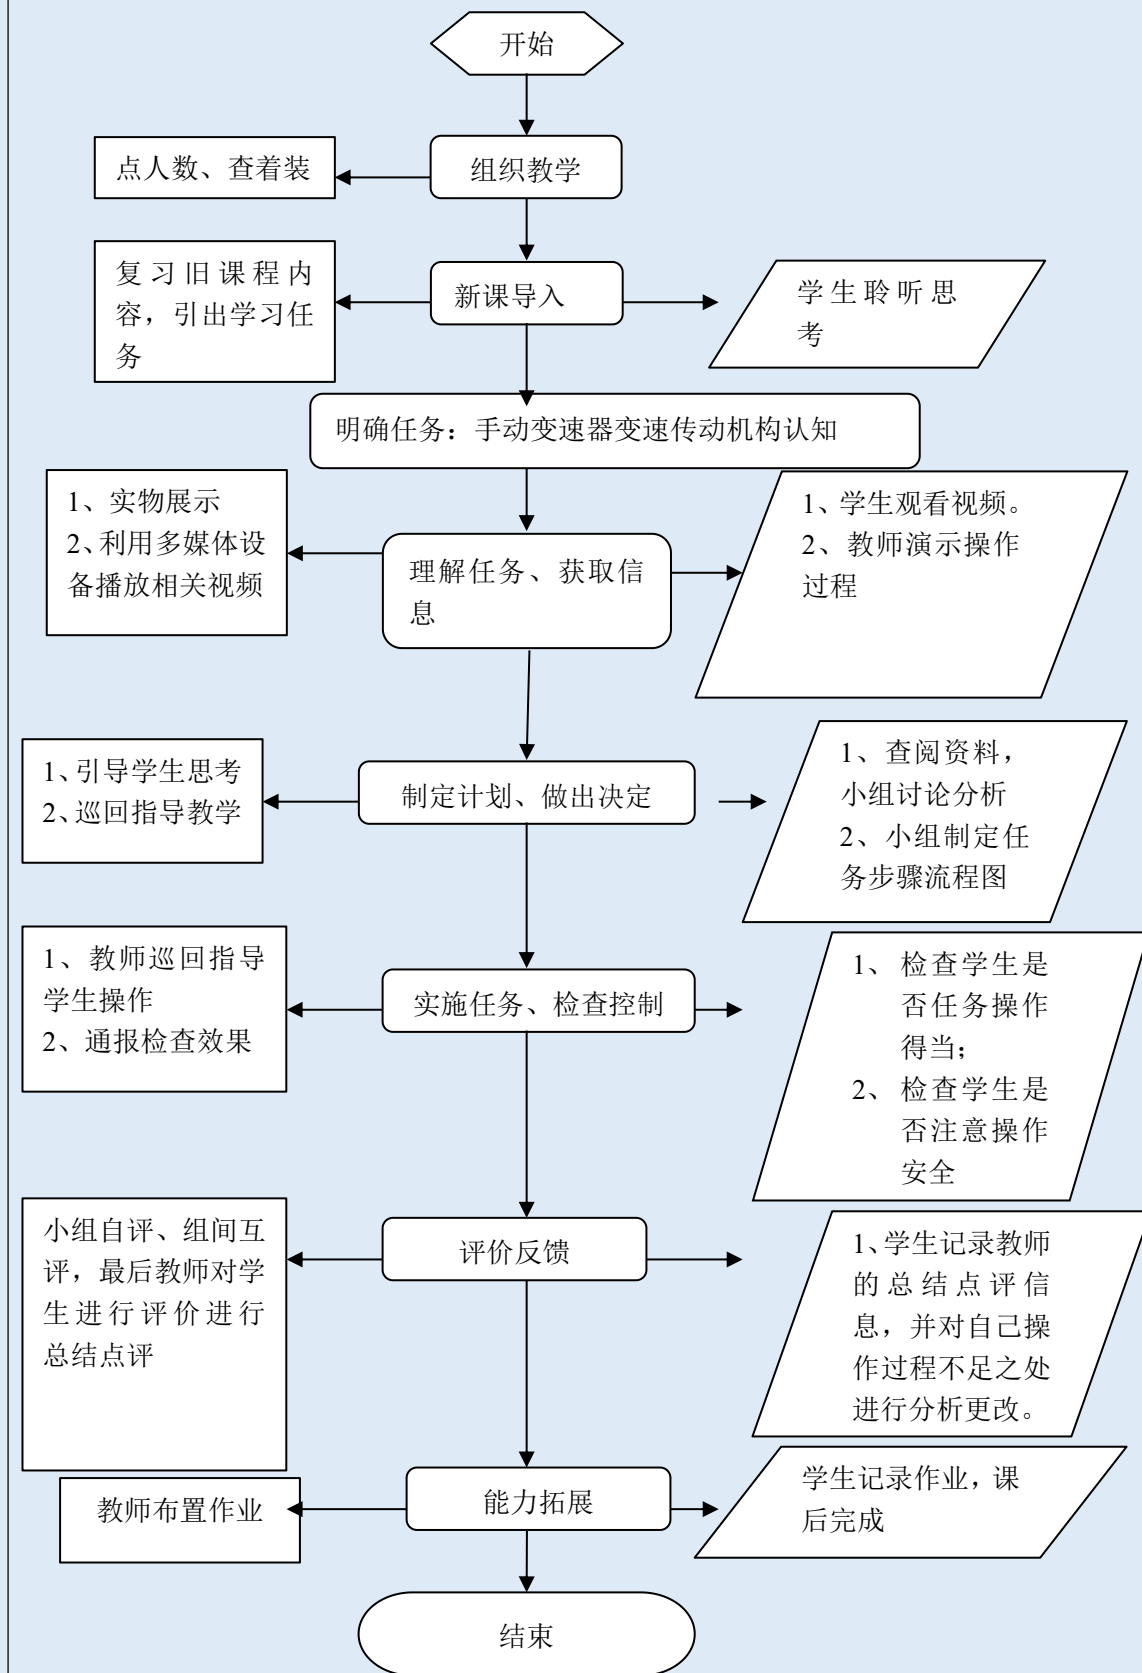 开始
点人数、查着装
组织教学
复习旧课程内
容，引出学习任
务
新课导入
学生聆听思
考
明确任务：手动变速器变速传动机构认知
1、实物展示
2、利用多媒体设
备播放相关视频
理解任务、获取信
息
1、学生观看视频。
2、教师演示操作
过程
1、引导学生思考
2、巡回指导教学
制定计划、做出决定
1、查阅资料，
小组讨论分析
2、小组制定任
务步骤流程图
1、教师巡回指导
学生操作
2、通报检查效果
实施任务、检查控制
1、检查学生是
否任务操作
得当；
2、检查学生是
否注意操作
安全
小组自评、组间互
评，最后教师对学
生进行评价进行
总结点评
评价反馈
1、学生记录教师
的总结点评信
息，并对自己操
作过程不足之处
进行分析更改。
教师布置作业
能力拓展
学生记录作业，课
后完成
结束